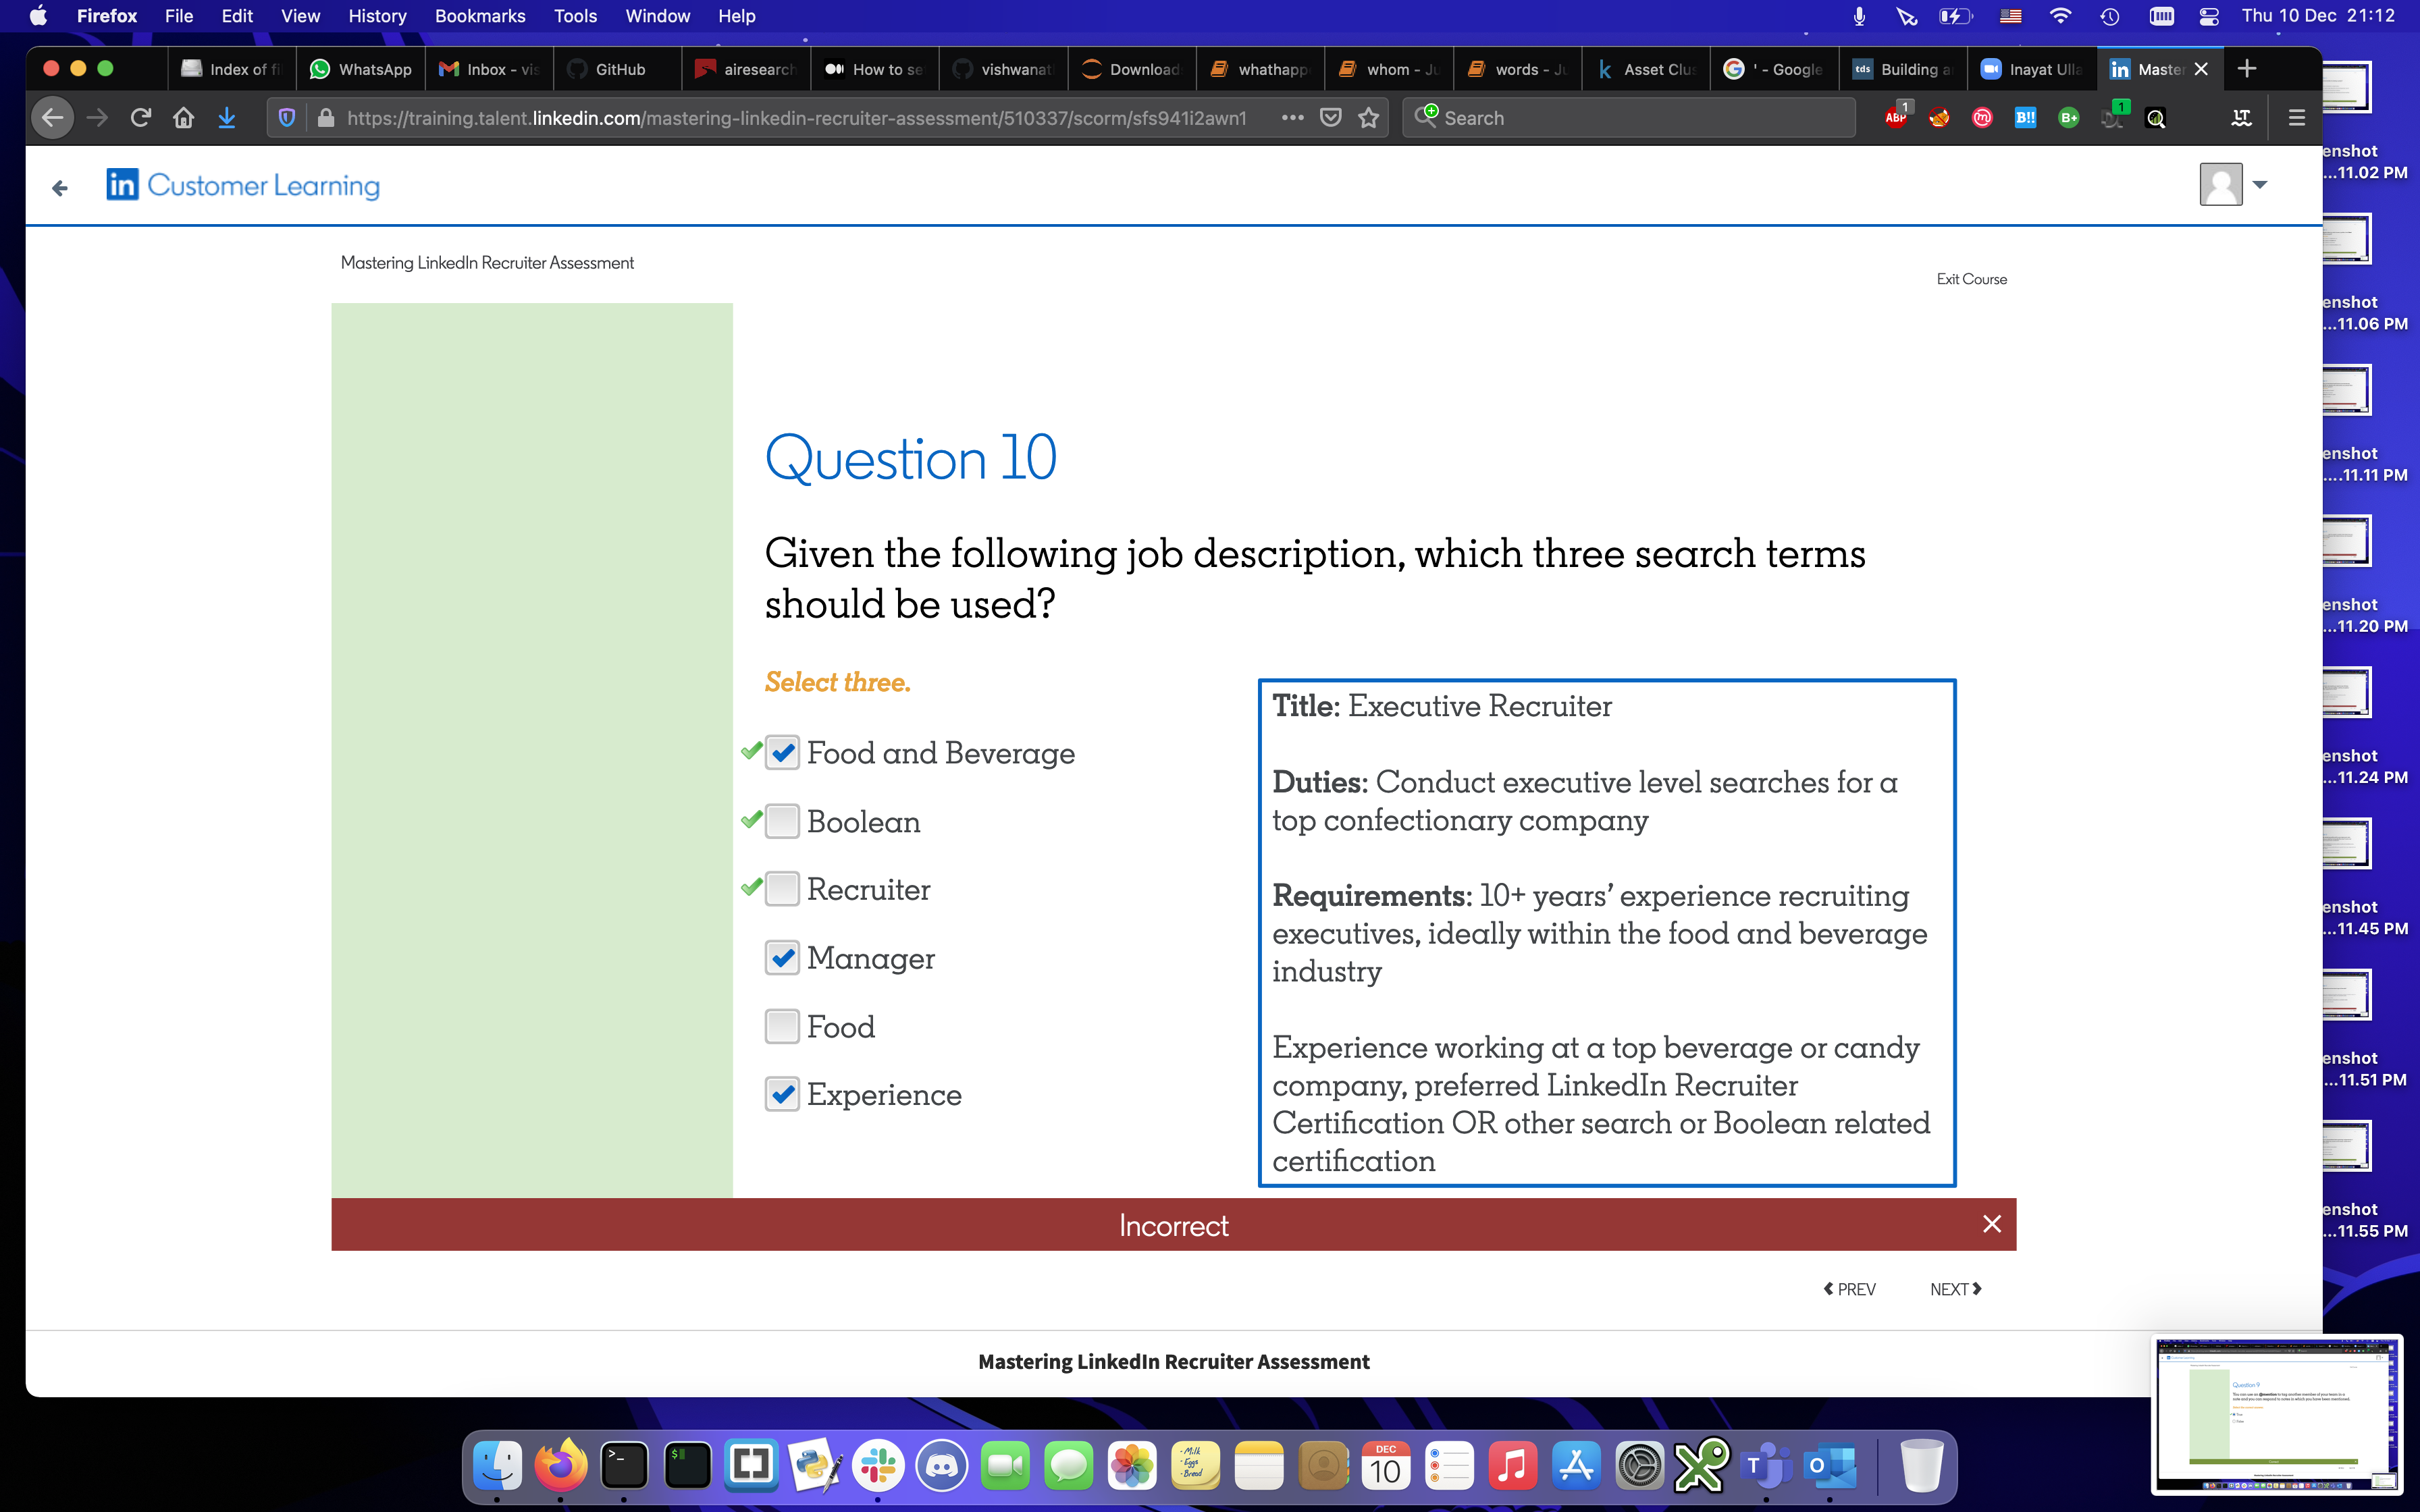 Firefox File Edit View History Bookmarks Tools Window Help Thu 10 Dec 21:12
Index of fi WhatsApp Inbox - vis GitHub airesearch How to se vishwanat Download whathapp whom - Ju words - Ju Asset Clus ' - Google Building a Inayat Ulla Master
https://training.talent.linkedin.com/mastering-linkedin-recruiter-assessment/510337/scorm/sfs941i2awn1 Search
in Customer Learning
Mastering LinkedIn Recruiter Assessment
Exit Course
Question 10
Given the following job description, which three search terms
should be used?
Select three.
Food and Beverage
Boolean
Recruiter
Manager
Food
Experience
Title: Executive Recruiter
Duties: Conduct executive level searches for a
top confectionary company
Requirements: 10+ years’ experience recruiting
executives, ideally within the food and beverage
industry
Experience working at a top beverage or candy
company, preferred LinkedIn Recruiter
Certification OR other search or Boolean related
certification
Incorrect
PREV NEXT
Mastering LinkedIn Recruiter Assessment
enshot
...11.02 PM
enshot
...11.06 PM
enshot
....11.11 PM
enshot
...11.20 PM
enshot
...11.24 PM
enshot
...11.45 PM
enshot
...11.51 PM
enshot
...11.55 PM
Question 9
DEC
10